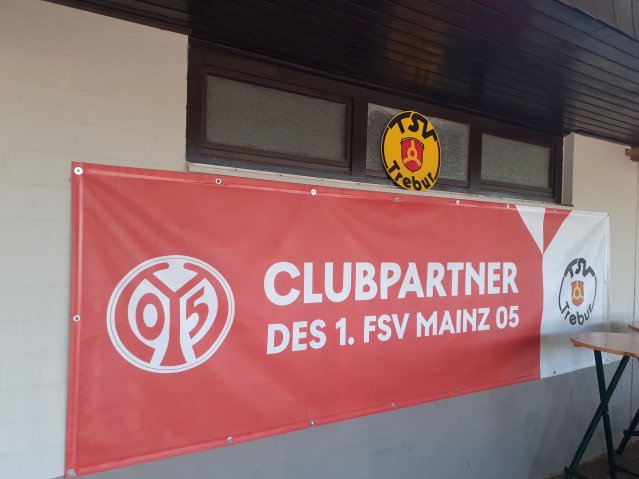 TSV
Trebur
CLUBPARTNER
DES 1. FSV MAINZ 05
05
TSV
Trebur